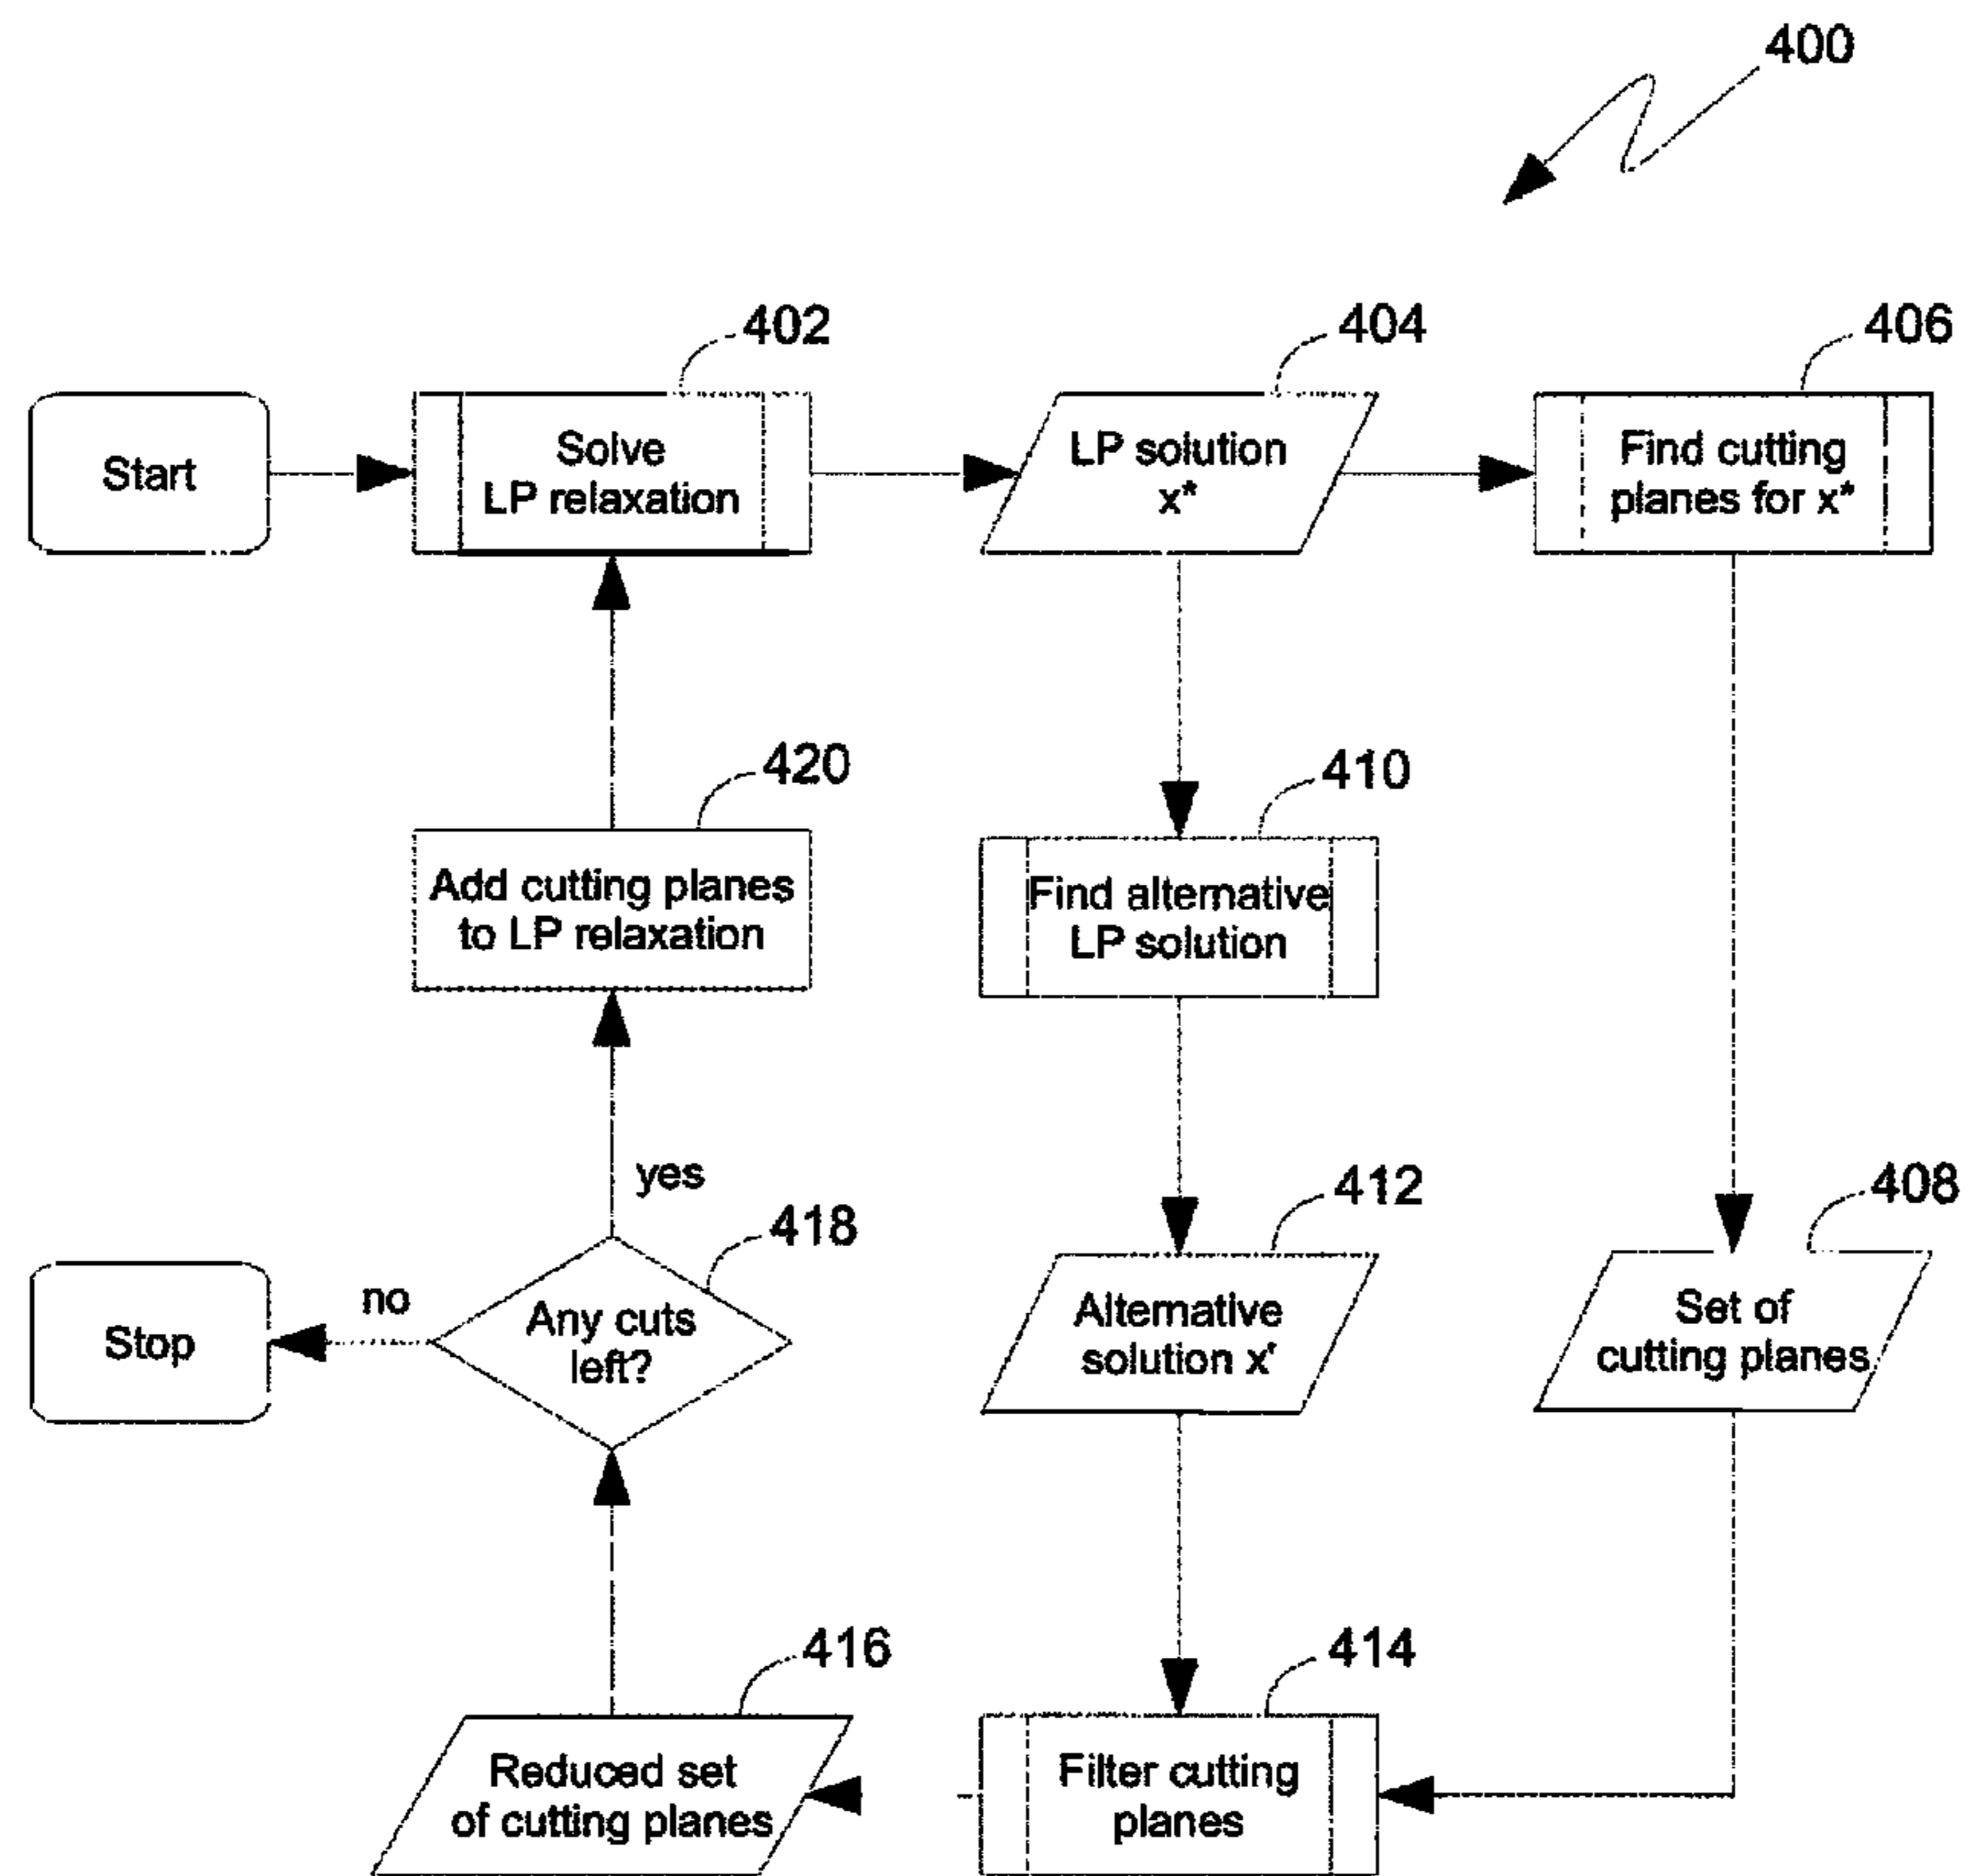 400
402
404
406
Start
Solve
LP relaxation
LP solution
x*
Find cutting
planes for x*
420
410
Add cutting planes
to LP relaxation
Find alternative
LP solution
yes
418
412
408
no
Stop
Any cuts
left?
Alternative
solution x'
Set of
cutting planes
416
414
Reduced set
of cutting planes
Filter cutting
planes